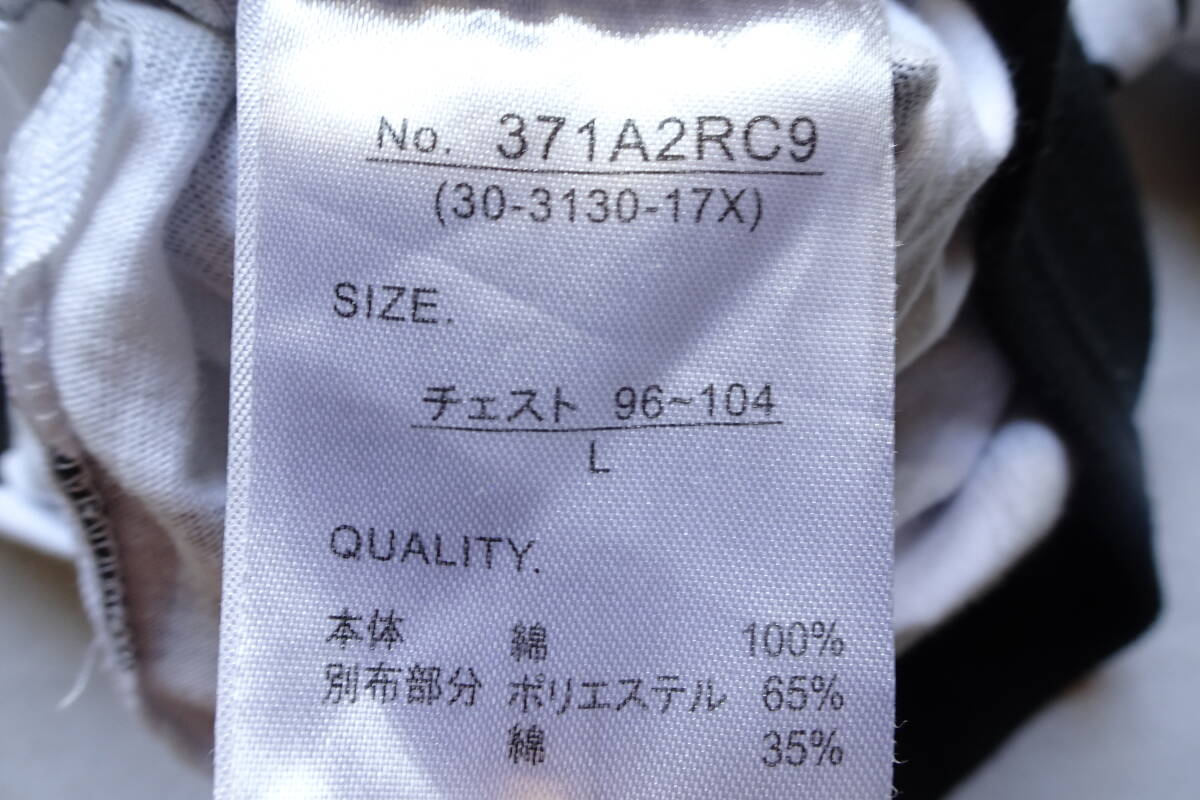 No. 371A2RC9
(30-3130-17X)
SIZE.
チェスト 96~104
L
QUALITY.
本体 綿 100%
別布部分 ポリエステル 65%
綿 35%